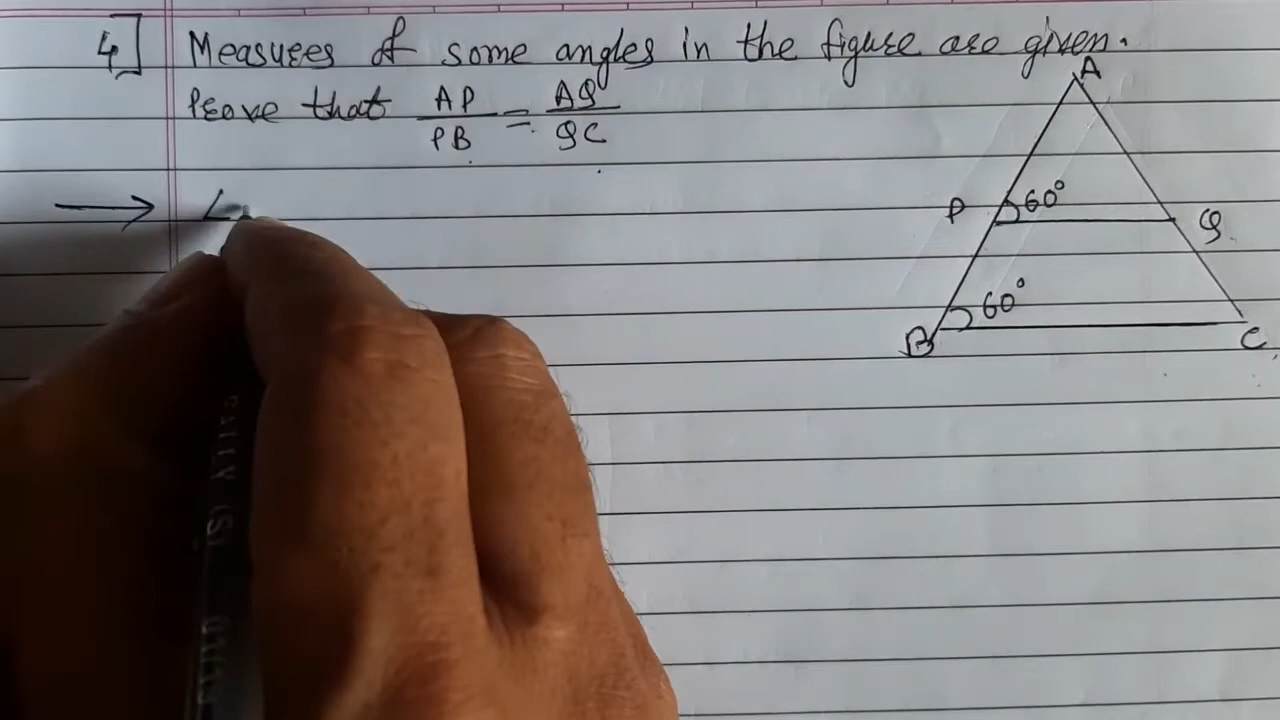 4] Measures of some angles in the figure are given.
Prove that AP/PB = AQ/QC
A
P 60° Q
60°
B C
→ ∠